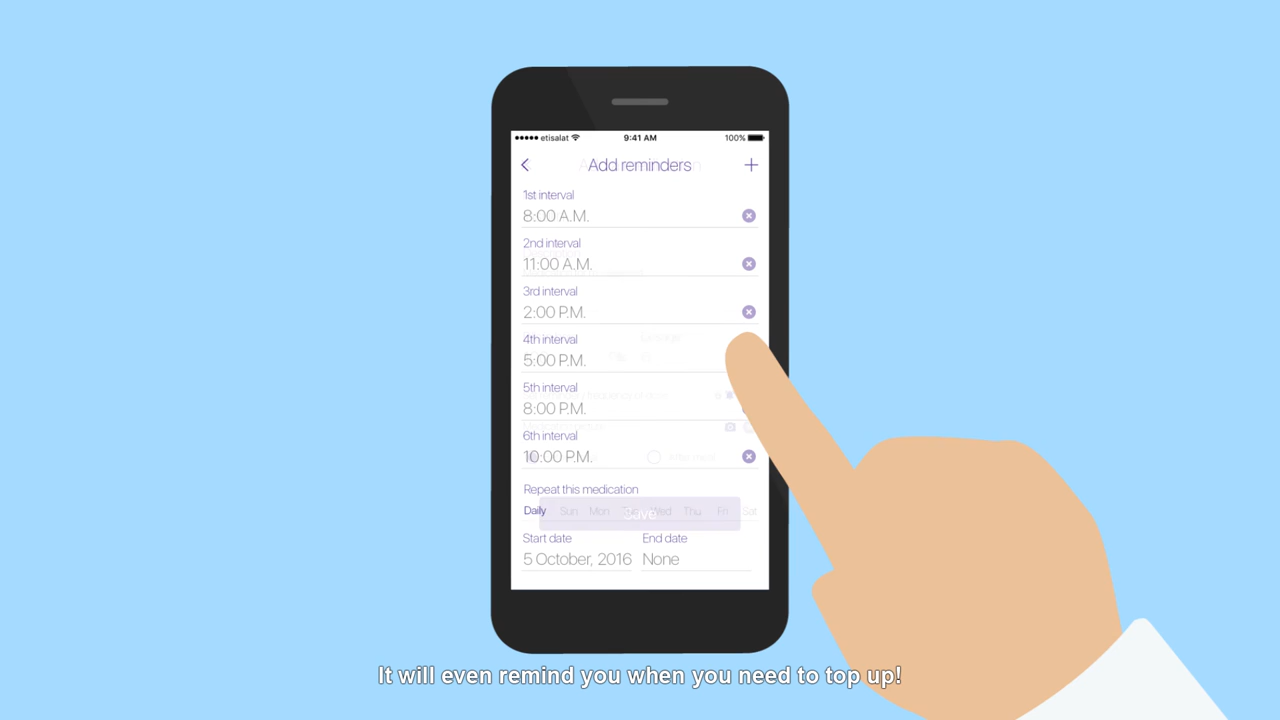 etisalat 9:41 AM 100%
Add reminders
1st interval
8:00 A.M.
2nd interval
11:00 A.M.
3rd interval
2:00 P.M.
4th interval
5:00 P.M.
5th interval
8:00 P.M.
6th interval
10:00 P.M.
Repeat this medication
Daily Sun Mon Tue Wed Thu Fri Sat
Save
Start date End date
5 October, 2016 None
It will even remind you when you need to top up!